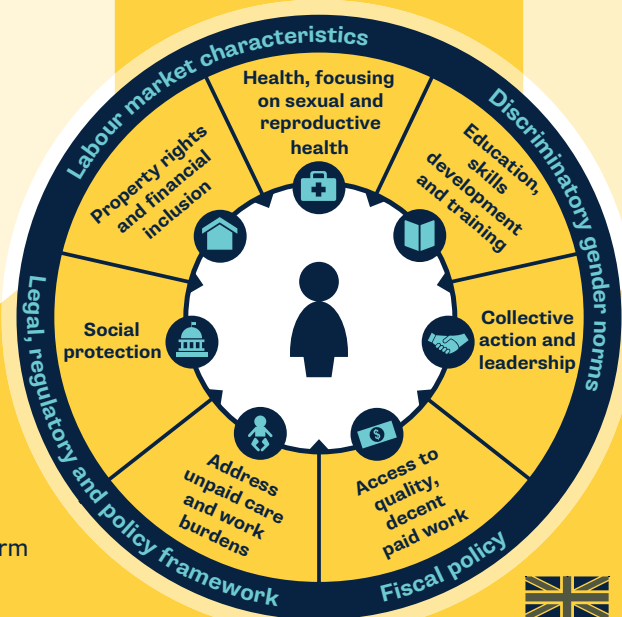 Labour market characteristics
Discriminatory gender norms
Health, focusing
on sexual and
reproductive
health
Education,
skills
development
and training
Collective
action and
leadership
Access to
quality,
decent
paid work
Address
unpaid care
and work
burdens
Social
protection
Property rights
and financial
inclusion
Legal, regulatory and policy framework
Fiscal policy
$
rm